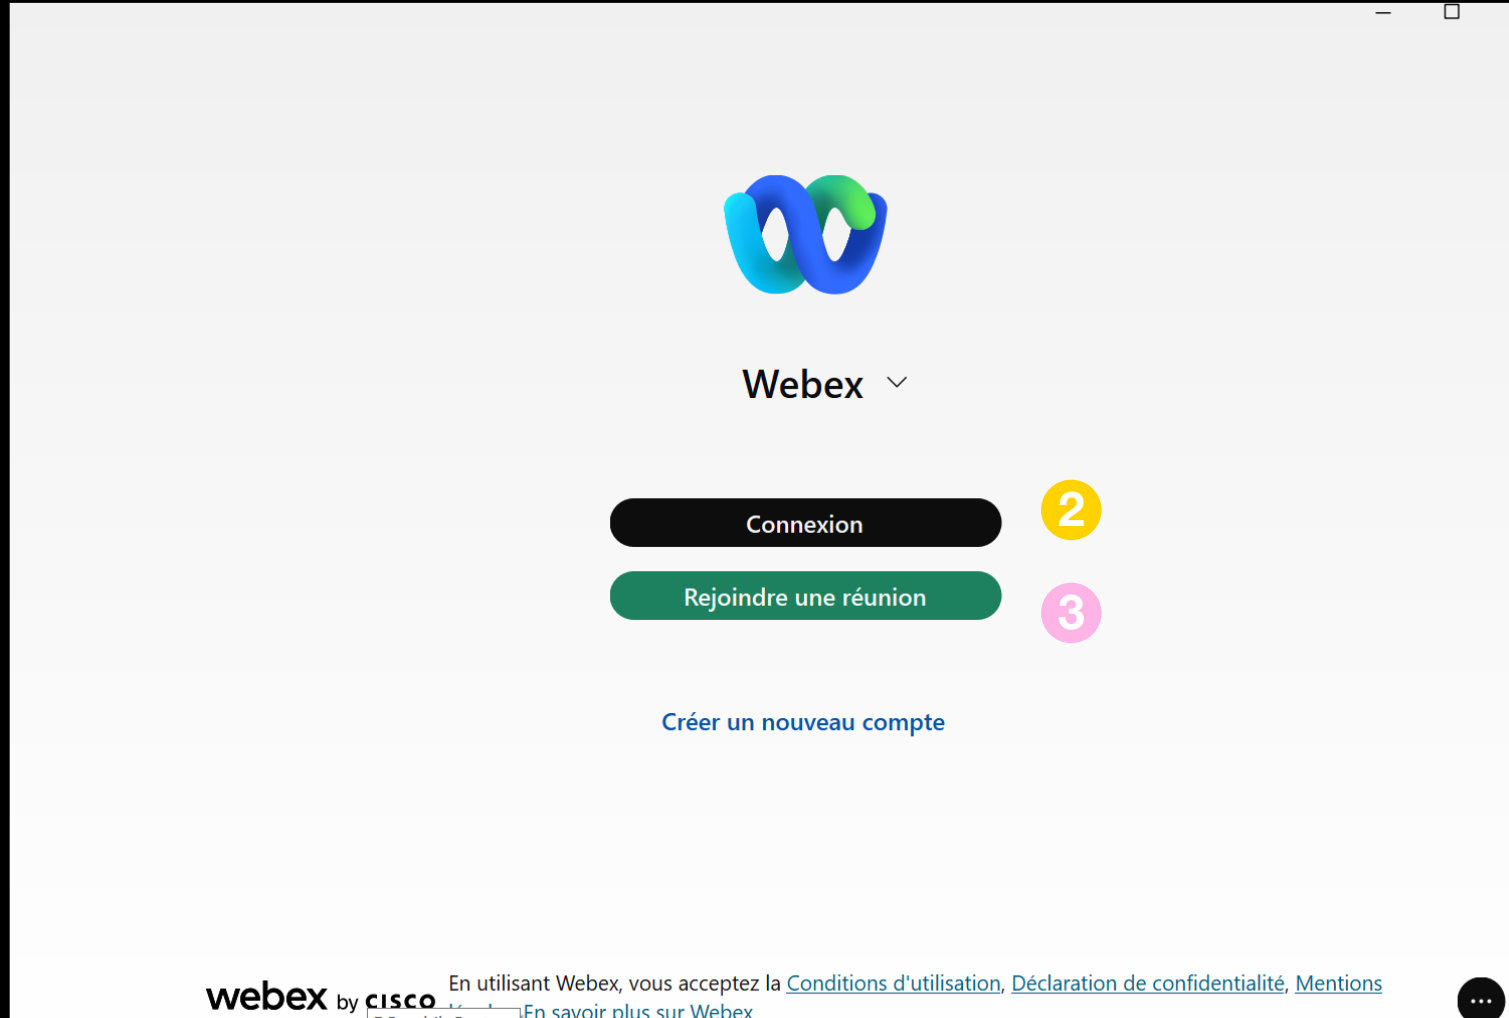 Webex
Connexion
2
Rejoindre une réunion
3
Créer un nouveau compte
webex by CISCO
En utilisant Webex, vous acceptez la Conditions d'utilisation, Déclaration de confidentialité, Mentions
En savoir plus sur Webex